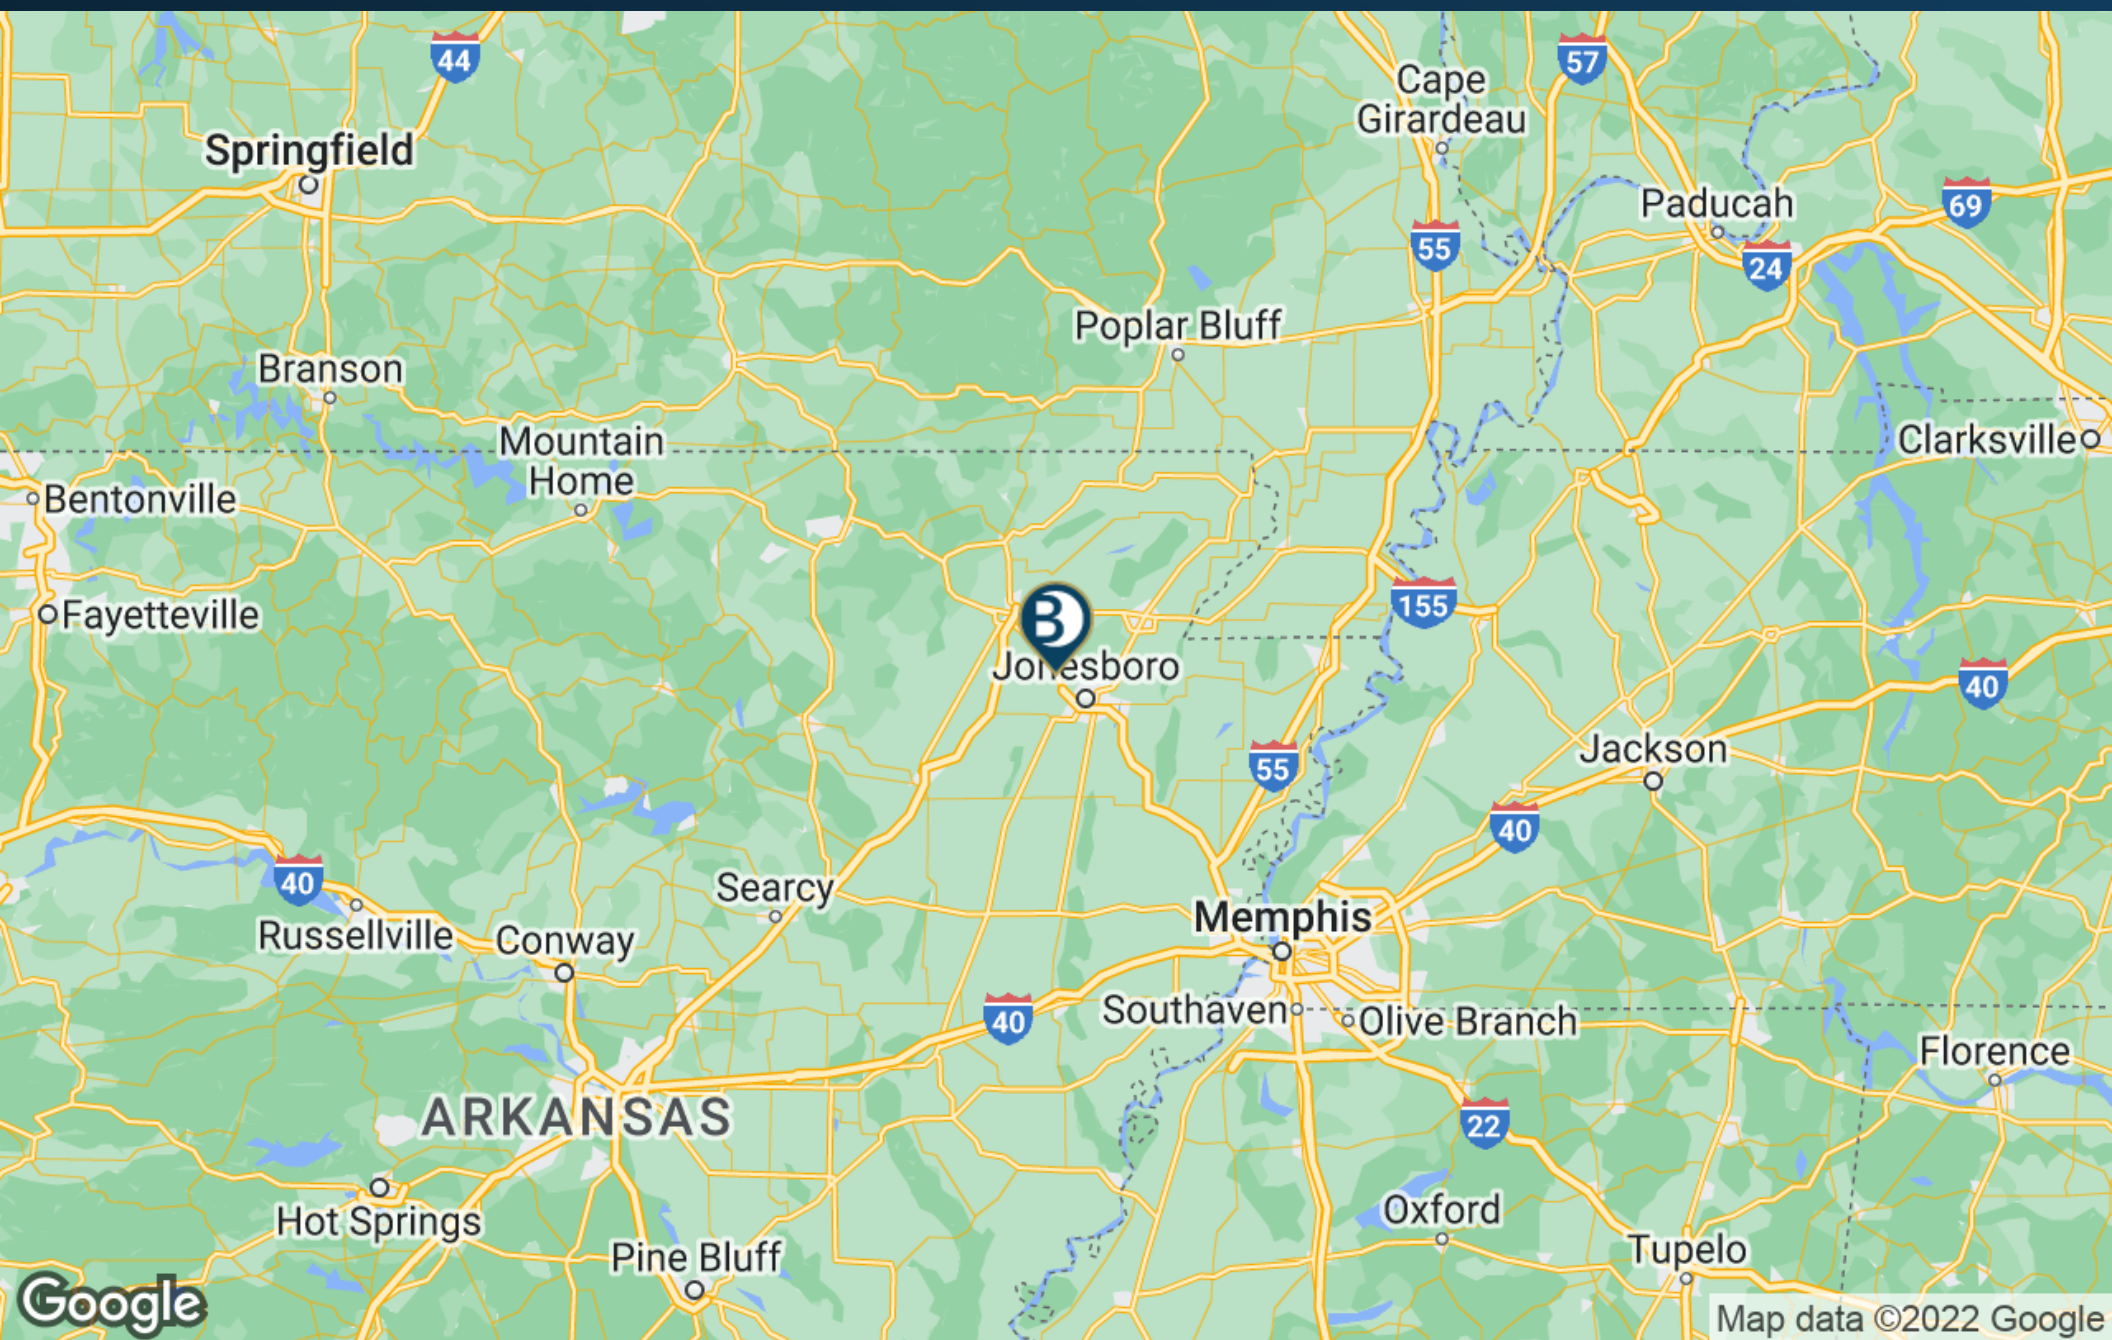 44
57
Cape
Girardeau
Springfield
Paducah
69
55
24
Poplar Bluff
Branson
Mountain
Home
Clarksville
Bentonville
155
Fayetteville
B
Jonesboro
40
Jackson
55
40
40
Searcy
Memphis
Russellville
Conway
40
Southaven
Olive Branch
Florence
ARKANSAS
22
Hot Springs
Oxford
Pine Bluff
Tupelo
Google
Map data ©2022 Google